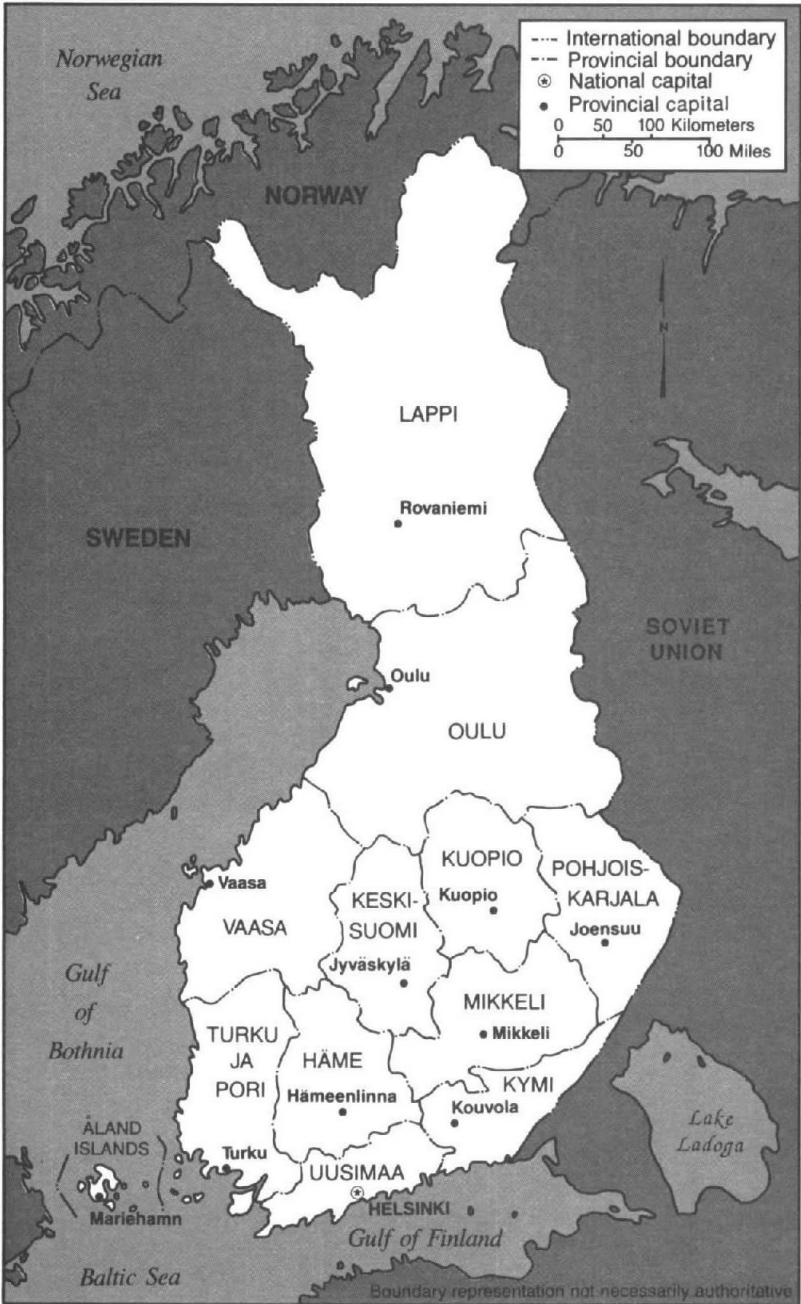 Norwegian
Sea
International boundary
Provincial boundary
National capital
Provincial capital
0 50 100 Kilometers
0 50 100 Miles
NORWAY
N
LAPPI
Rovaniemi
SWEDEN
SOVIET
UNION
Oulu
OULU
Vaasa
VAASA
KESKI-
SUOMI
Jyväskylä
KUOPIO
Kuopio
POHJOIS-
KARJALA
Joensuu
Gulf
of
Bothnia
TURKU
JA
PORI
HÄME
Hämeenlinna
MIKKELI
Mikkeli
KYMI
Kouvola
Lake
Ladoga
ÅLAND
ISLANDS
Mariehamn
Turku
UUSIMAA
HELSINKI
Gulf of Finland
Baltic Sea
Boundary representation not necessarily authoritative